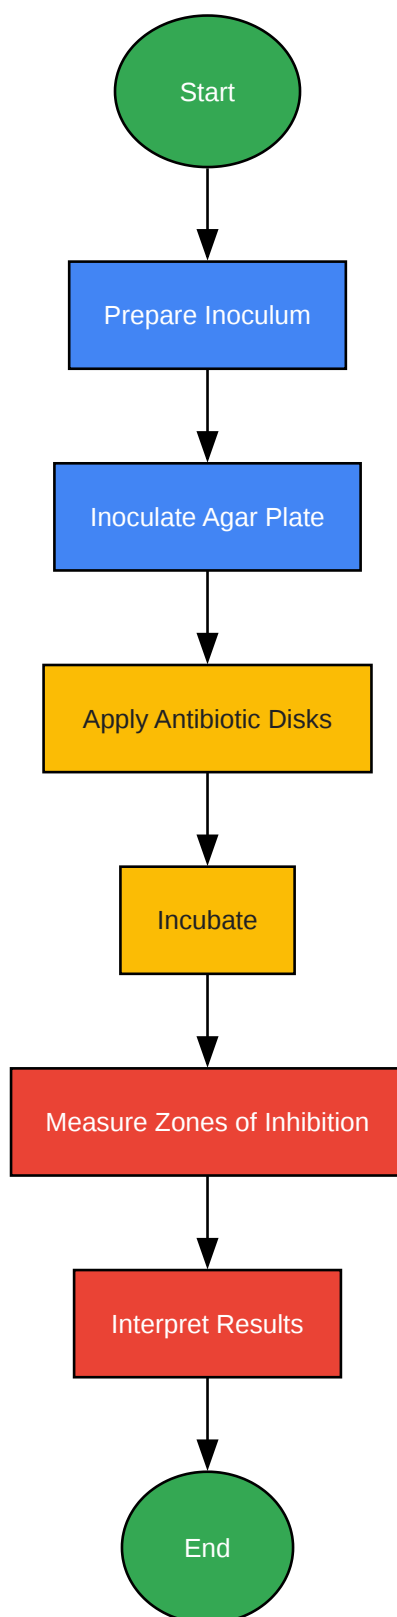 Start
Prepare Inoculum
Inoculate Agar Plate
Apply Antibiotic Disks
Incubate
Measure Zones of Inhibition
Interpret Results
End